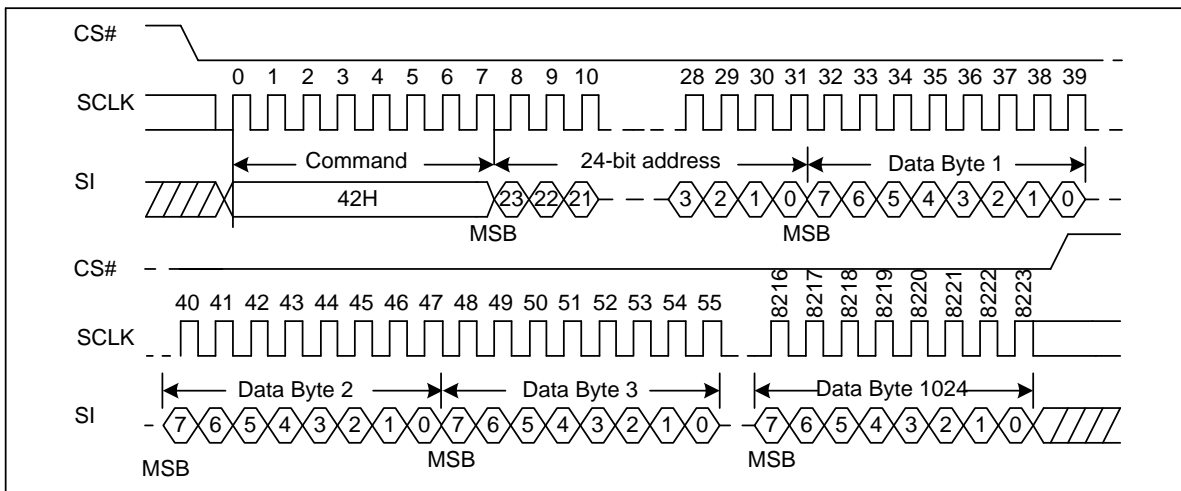 CS#
0 1 2 3 4 5 6 7 8 9 10 28 29 30 31 32 33 34 35 36 37 38 39
SCLK
Command 24-bit address Data Byte 1
SI
42H 23 22 21 3 2 1 0 7 6 5 4 3 2 1 0
MSB MSB
CS#
40 41 42 43 44 45 46 47 48 49 50 51 52 53 54 55 8216 8217 8218 8219 8220 8221 8222 8223
SCLK
Data Byte 2 Data Byte 3 Data Byte 1024
SI
7 6 5 4 3 2 1 0 7 6 5 4 3 2 1 0 7 6 5 4 3 2 1 0
MSB MSB MSB